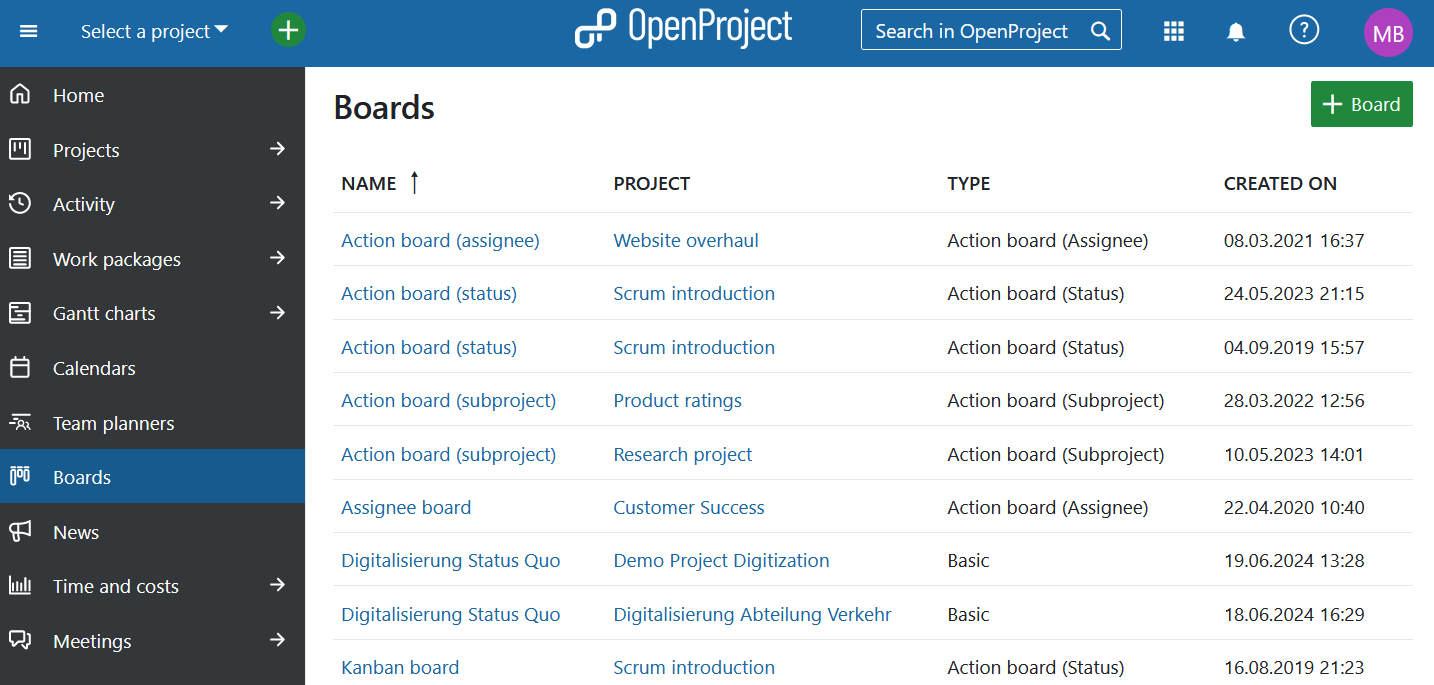 Select a project
OpenProject
Search in OpenProject
?
MB
Home
Projects
Activity
Work packages
Gantt charts
Calendars
Team planners
Boards
News
Time and costs
Meetings
Boards
+ Board
NAME ↑ PROJECT TYPE CREATED ON
Action board (assignee) Website overhaul Action board (Assignee) 08.03.2021 16:37
Action board (status) Scrum introduction Action board (Status) 24.05.2023 21:15
Action board (status) Scrum introduction Action board (Status) 04.09.2019 15:57
Action board (subproject) Product ratings Action board (Subproject) 28.03.2022 12:56
Action board (subproject) Research project Action board (Subproject) 10.05.2023 14:01
Assignee board Customer Success Action board (Assignee) 22.04.2020 10:40
Digitalisierung Status Quo Demo Project Digitization Basic 19.06.2024 13:28
Digitalisierung Status Quo Digitalisierung Abteilung Verkehr Basic 18.06.2024 16:29
Kanban board Scrum introduction Action board (Status) 16.08.2019 21:23